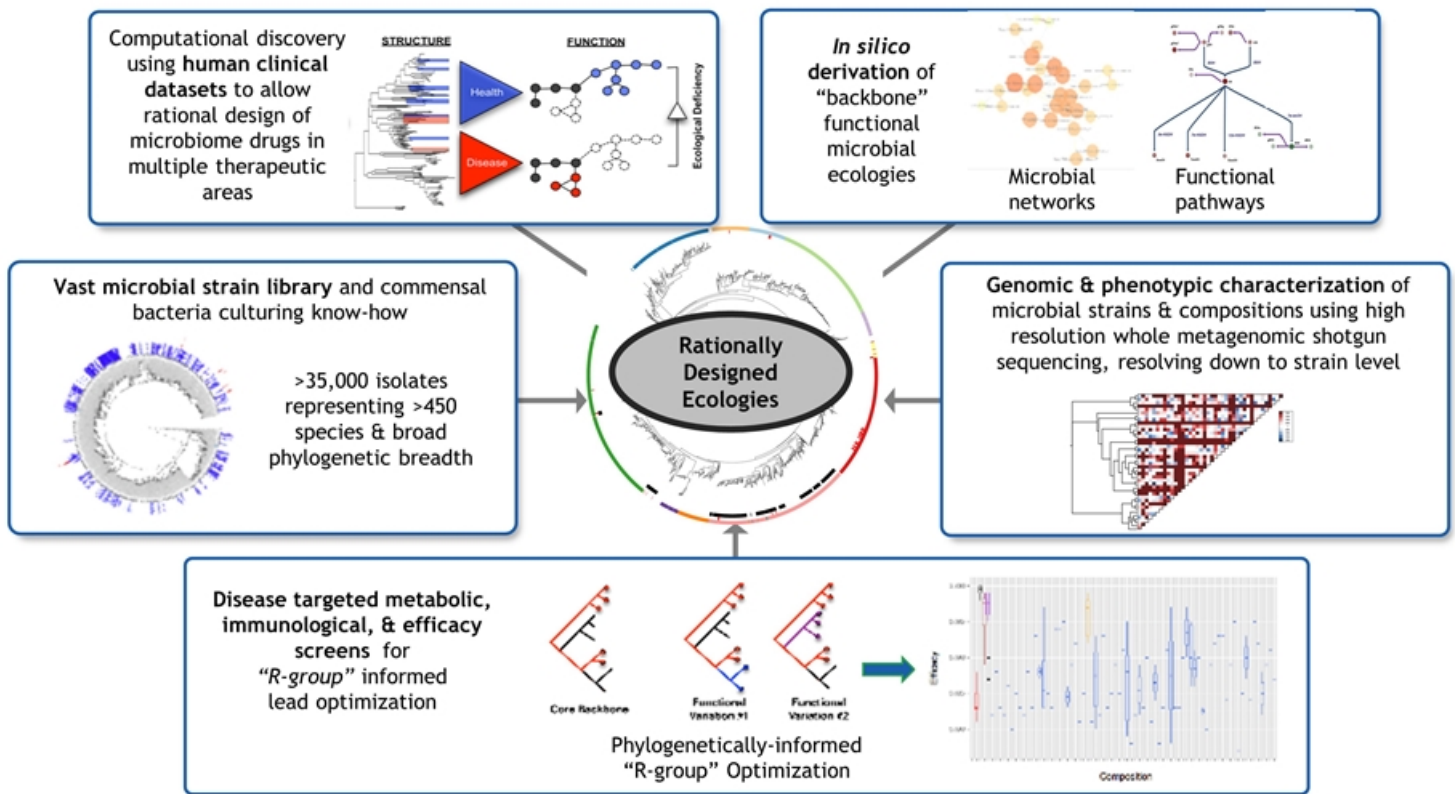 Computational discovery
using human clinical
datasets to allow
rational design of
microbiome drugs in
multiple therapeutic
areas
STRUCTURE
FUNCTION
Health
Disease
Ecological Deficiency
In silico
derivation of
“backbone”
functional
microbial
ecologies
Microbial
networks
Functional
pathways
Vast microbial strain library and commensal
bacteria culturing know-how
>35,000 isolates
representing >450
species & broad
phylogenetic breadth
Rationally
Designed
Ecologies
Genomic & phenotypic characterization of
microbial strains & compositions using high
resolution whole metagenomic shotgun
sequencing, resolving down to strain level
Disease targeted metabolic,
immunological, & efficacy
screens for
“R-group” informed
lead optimization
Core Backbone
Functional
Variation #1
Functional
Variation #2
Phylogenetically-informed
“R-group” Optimization
Efficacy
Composition